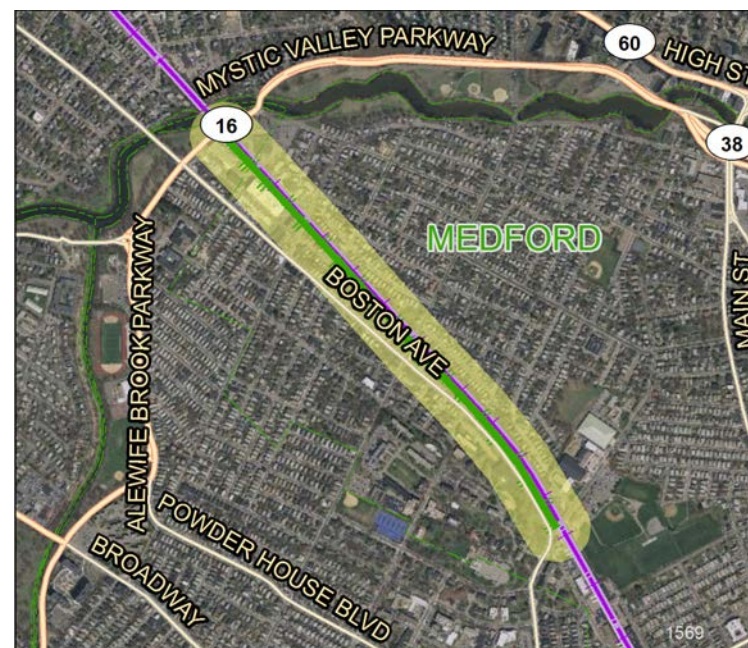 60
HIGH ST
MYSTIC VALLEY PARKWAY
16
38
MEDFORD
MAIN ST
BOSTON AVE
ALEWIFE BROOK PARKWAY
POWDER HOUSE BLVD
BROADWAY
1569